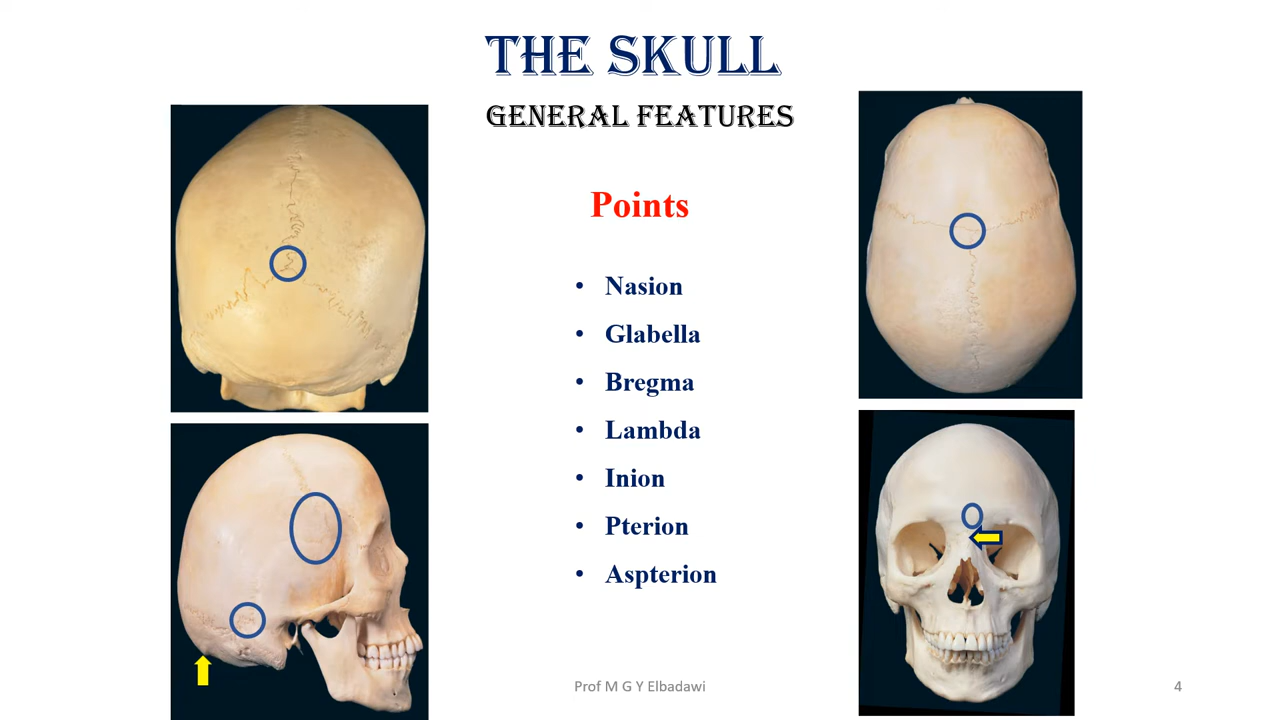 THE SKULL
GENERAL FEATURES
Points
• Nasion
• Glabella
• Bregma
• Lambda
• Inion
• Pterion
• Aspterion
Prof M G Y Elbadawi
4